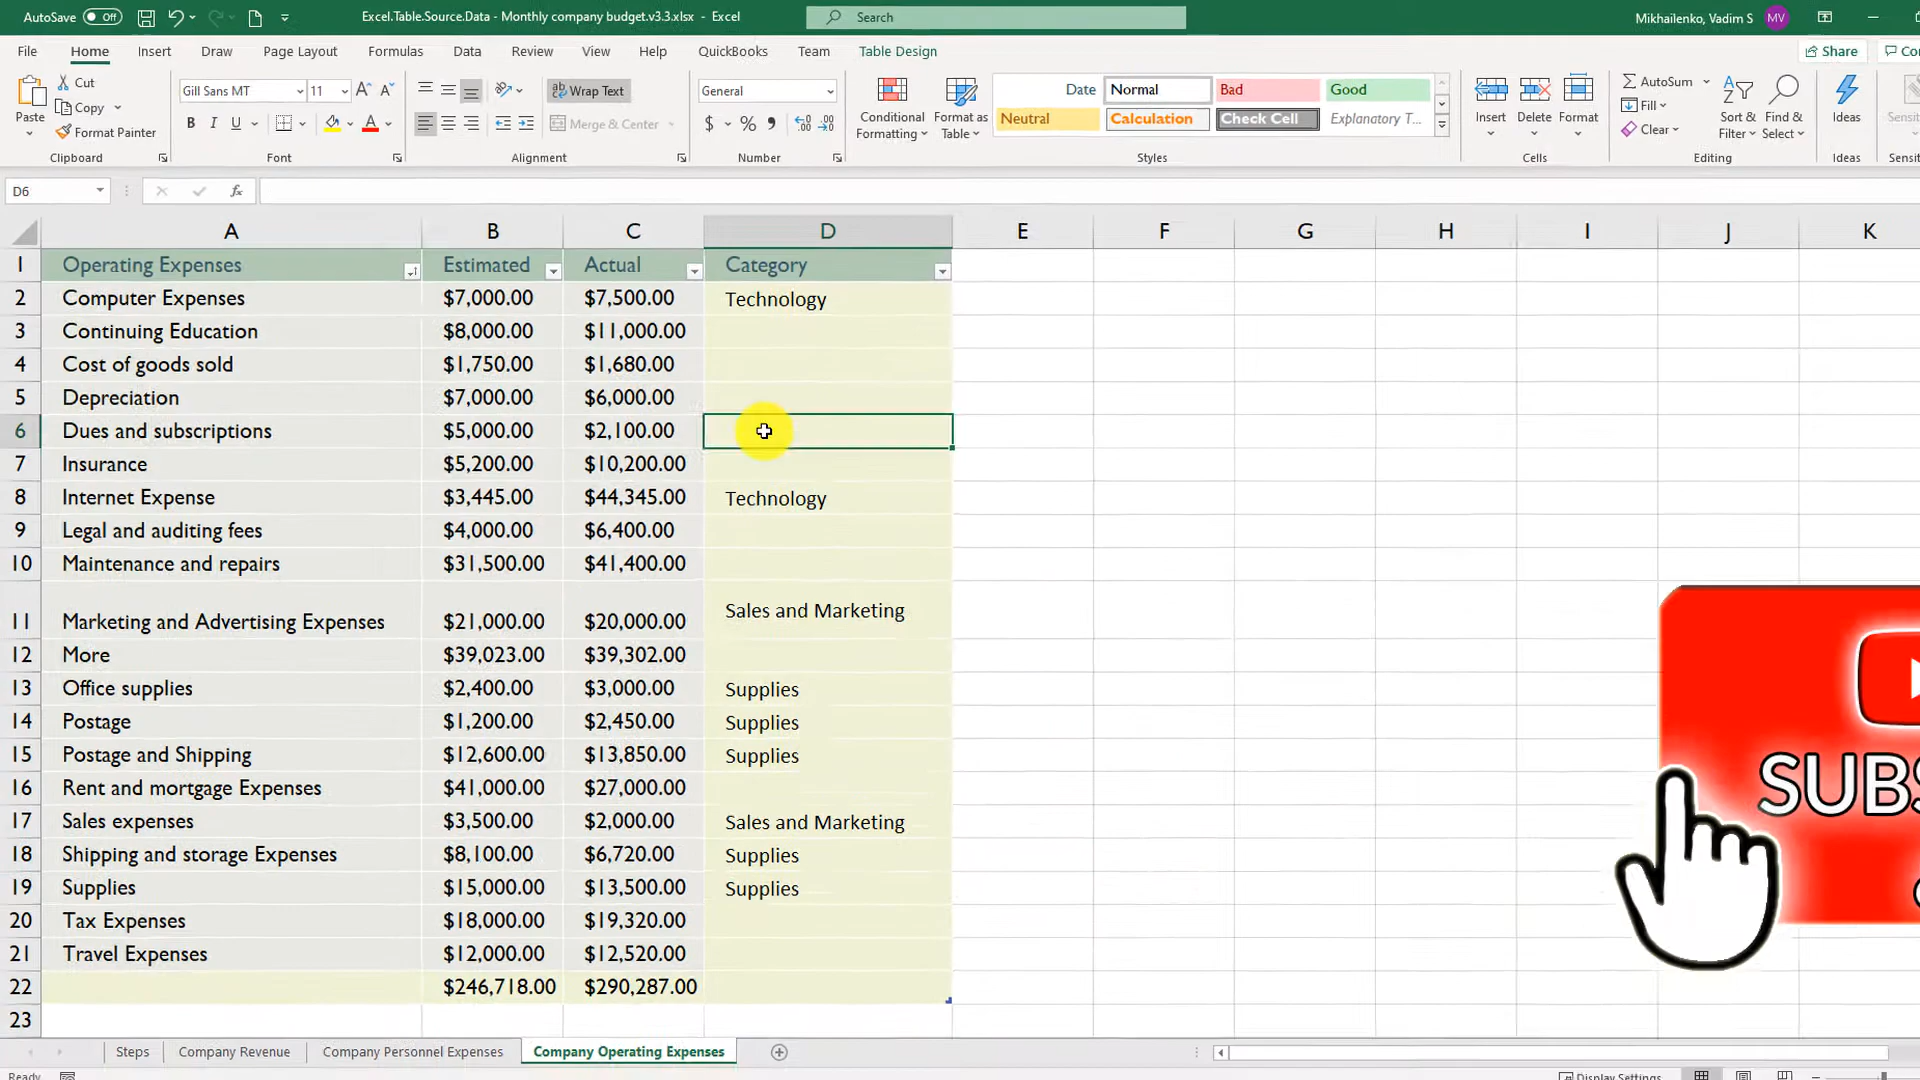 AutoSave Off Excel.Table.Source.Data - Monthly company budget.v3.3.xlsx - Excel Search Mikhailenko, Vadim S MV
File Home Insert Draw Page Layout Formulas Data Review View Help QuickBooks Team Table Design Share
Paste Cut Copy Format Painter
Clipboard
Gill Sans MT 11
B I U A
Font
Wrap Text
Merge & Center
Alignment
General
$ % 9
Number
Conditional Formatting Format as Table
Date Normal Bad Good
Neutral Calculation Check Cell Explanatory T...
Styles
Insert Delete Format
Cells
AutoSum
Fill
Clear
Sort & Filter Find & Select
Editing
Ideas
Ideas
D6 fx
A B C D E F G H I J K
1 Operating Expenses Estimated Actual Category
2 Computer Expenses $7,000.00 $7,500.00 Technology
3 Continuing Education $8,000.00 $11,000.00
4 Cost of goods sold $1,750.00 $1,680.00
5 Depreciation $7,000.00 $6,000.00
6 Dues and subscriptions $5,000.00 $2,100.00
7 Insurance $5,200.00 $10,200.00
8 Internet Expense $3,445.00 $44,345.00 Technology
9 Legal and auditing fees $4,000.00 $6,400.00
10 Maintenance and repairs $31,500.00 $41,400.00
11 Marketing and Advertising Expenses $21,000.00 $20,000.00 Sales and Marketing
12 More $39,023.00 $39,302.00
13 Office supplies $2,400.00 $3,000.00 Supplies
14 Postage $1,200.00 $2,450.00 Supplies
15 Postage and Shipping $12,600.00 $13,850.00 Supplies
16 Rent and mortgage Expenses $41,000.00 $27,000.00
17 Sales expenses $3,500.00 $2,000.00 Sales and Marketing
18 Shipping and storage Expenses $8,100.00 $6,720.00 Supplies
19 Supplies $15,000.00 $13,500.00 Supplies
20 Tax Expenses $18,000.00 $19,320.00
21 Travel Expenses $12,000.00 $12,520.00
22 $246,718.00 $290,287.00
23
SUBS
Steps Company Revenue Company Personnel Expenses Company Operating Expenses
Ready Display Settings